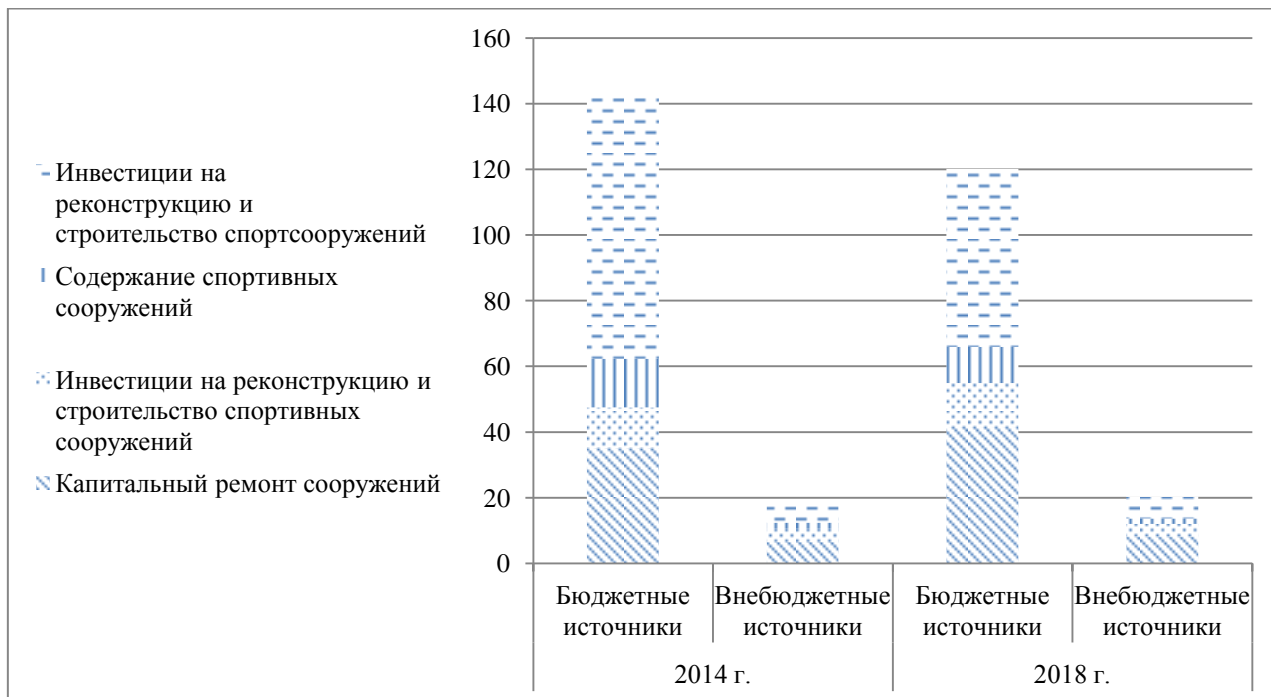 160
140
120
100
80
60
40
20
0
Инвестиции на
реконструкцию и
строительство спортсооружений
Содержание спортивных
сооружений
Инвестиции на реконструкцию и
строительство спортивных
сооружений
Капитальный ремонт сооружений
Бюджетные
источники
Внебюджетные
источники
Бюджетные
источники
Внебюджетные
источники
2014 г.
2018 г.